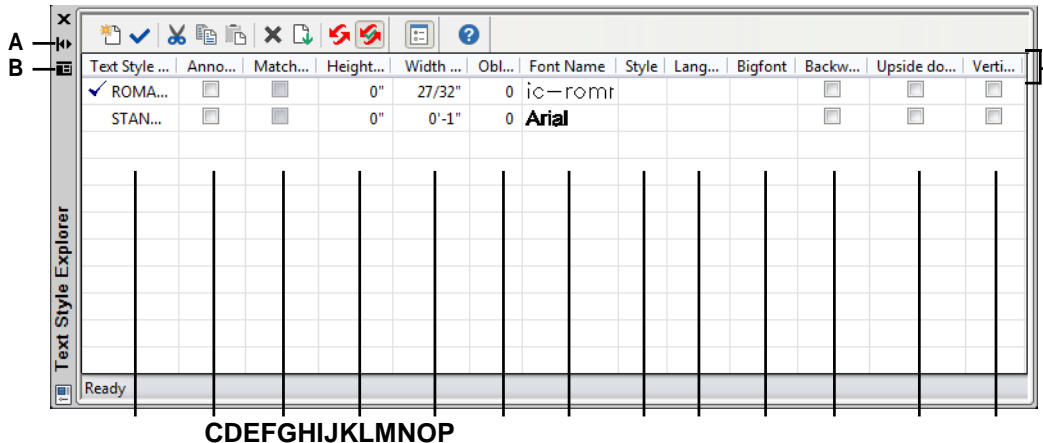 A
B
Text Style ... Anno... Match... Height... Width ... Obl... Font Name Style Lang... Bigfont Backw... Upside do... Verti...
ROMA... 0" 27/32" 0 ic-romr
STAN... 0" 0'-1" 0 Arial
Text Style Explorer
Ready
CDEFGHIJKLMNOP